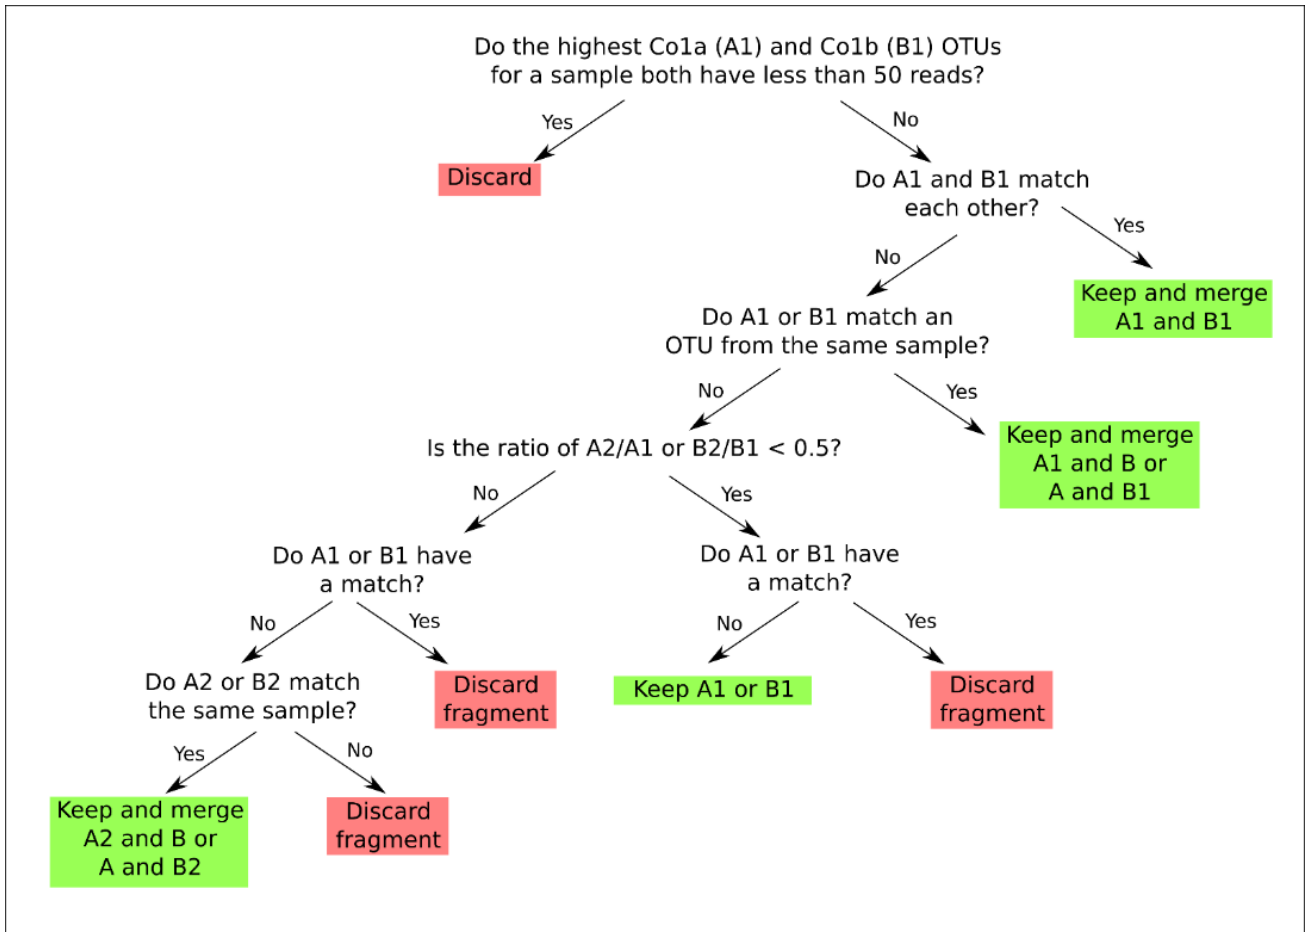 Do the highest Co1a (A1) and Co1b (B1) OTUs
for a sample both have less than 50 reads?
Yes
No
Discard
Do A1 and B1 match
each other?
No
Yes
Keep and merge
A1 and B1
Do A1 or B1 match an
OTU from the same sample?
No
Yes
Keep and merge
A1 and B or
A and B1
Is the ratio of A2/A1 or B2/B1 < 0.5?
No
Yes
Do A1 or B1 have
a match?
Do A1 or B1 have
a match?
No
Yes
No
Yes
Do A2 or B2 match
the same sample?
Discard
fragment
Keep A1 or B1
Discard
fragment
Yes
No
Keep and merge
A2 and B or
A and B2
Discard
fragment